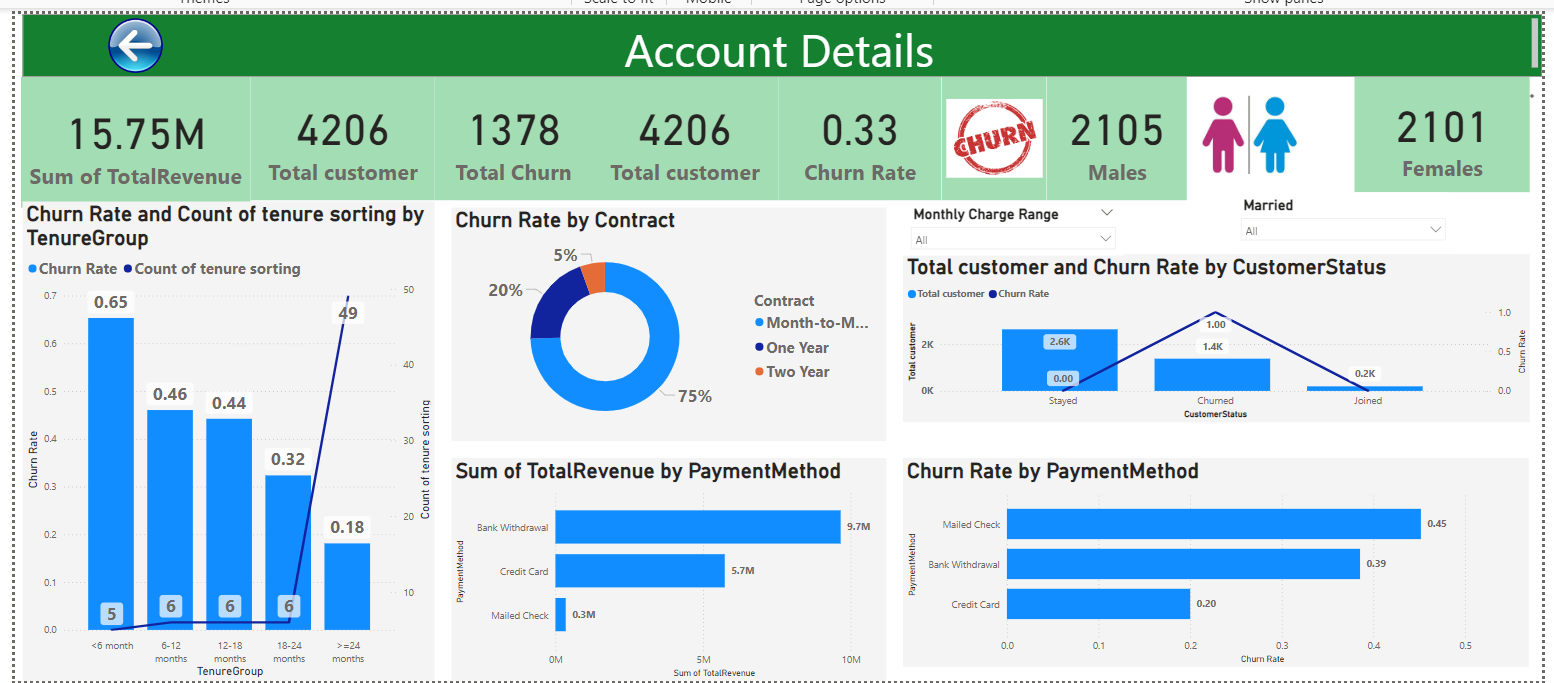 Themes
Scale to fit
Mobile
Page options
Show panes
Account Details
15.75M
Sum of TotalRevenue
4206
Total customer
1378
Total Churn
4206
Total customer
0.33
Churn Rate
CHURN
2105
Males
2101
Females
Churn Rate and Count of tenure sorting by
TenureGroup
Churn Rate
Count of tenure sorting
0.7
0.6
0.5
0.4
0.3
0.2
0.1
0.0
Churn Rate
0.65
0.46
0.44
0.32
0.18
5
6
6
6
49
50
40
30
20
10
Count of tenure sorting
<6 month
6-12
months
12-18
months
18-24
months
>=24
months
TenureGroup
Churn Rate by Contract
5%
20%
75%
Contract
Month-to-M...
One Year
Two Year
Monthly Charge Range
All
Married
All
Total customer and Churn Rate by CustomerStatus
Total customer
Churn Rate
Total customer
2K
0K
2.6K
0.00
1.00
1.4K
0.2K
1.0
0.5
0.0
Churn Rate
Stayed
Churned
Joined
CustomerStatus
Sum of TotalRevenue by PaymentMethod
PaymentMethod
Bank Withdrawal
9.7M
Credit Card
5.7M
Mailed Check
0.3M
0M
5M
10M
Sum of TotalRevenue
Churn Rate by PaymentMethod
PaymentMethod
Mailed Check
0.45
Bank Withdrawal
0.39
Credit Card
0.20
0.0
0.1
0.2
0.3
0.4
0.5
Churn Rate